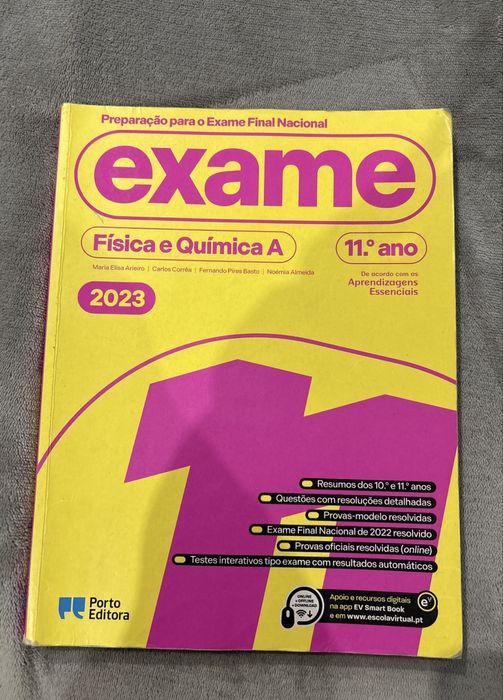 Preparação para o Exame Final Nacional
exame
Física e Química A
11.º ano
Maria Elisa Arieiro | Carlos Corrêa | Fernando Pires Basto | Noémia Almeida
De acordo com as
Aprendizagens
Essenciais
2023
11
Resumos dos 10.º e 11.º anos
Questões com resoluções detalhadas
Provas-modelo resolvidas
Exame Final Nacional de 2022 resolvido
Provas oficiais resolvidas (online)
Testes interativos tipo exame com resultados automáticos
Porto
Editora
ONLINE
+ OFFLINE
+ DOWNLOAD
Apoio e recursos digitais
na app EV Smart Book
e em www.escolavirtual.pt
ev